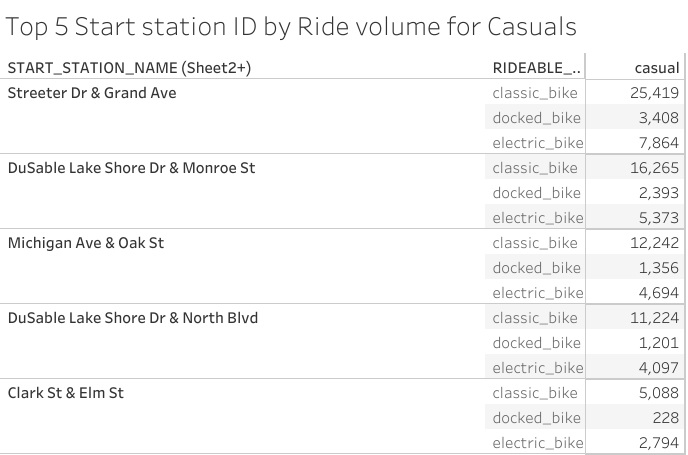 Top 5 Start station ID by Ride volume for Casuals
START_STATION_NAME (Sheet2+) RIDEABLE_.. casual
Streeter Dr & Grand Ave classic_bike 25,419
docked_bike 3,408
electric_bike 7,864
DuSable Lake Shore Dr & Monroe St classic_bike 16,265
docked_bike 2,393
electric_bike 5,373
Michigan Ave & Oak St classic_bike 12,242
docked_bike 1,356
electric_bike 4,694
DuSable Lake Shore Dr & North Blvd classic_bike 11,224
docked_bike 1,201
electric_bike 4,097
Clark St & Elm St classic_bike 5,088
docked_bike 228
electric_bike 2,794